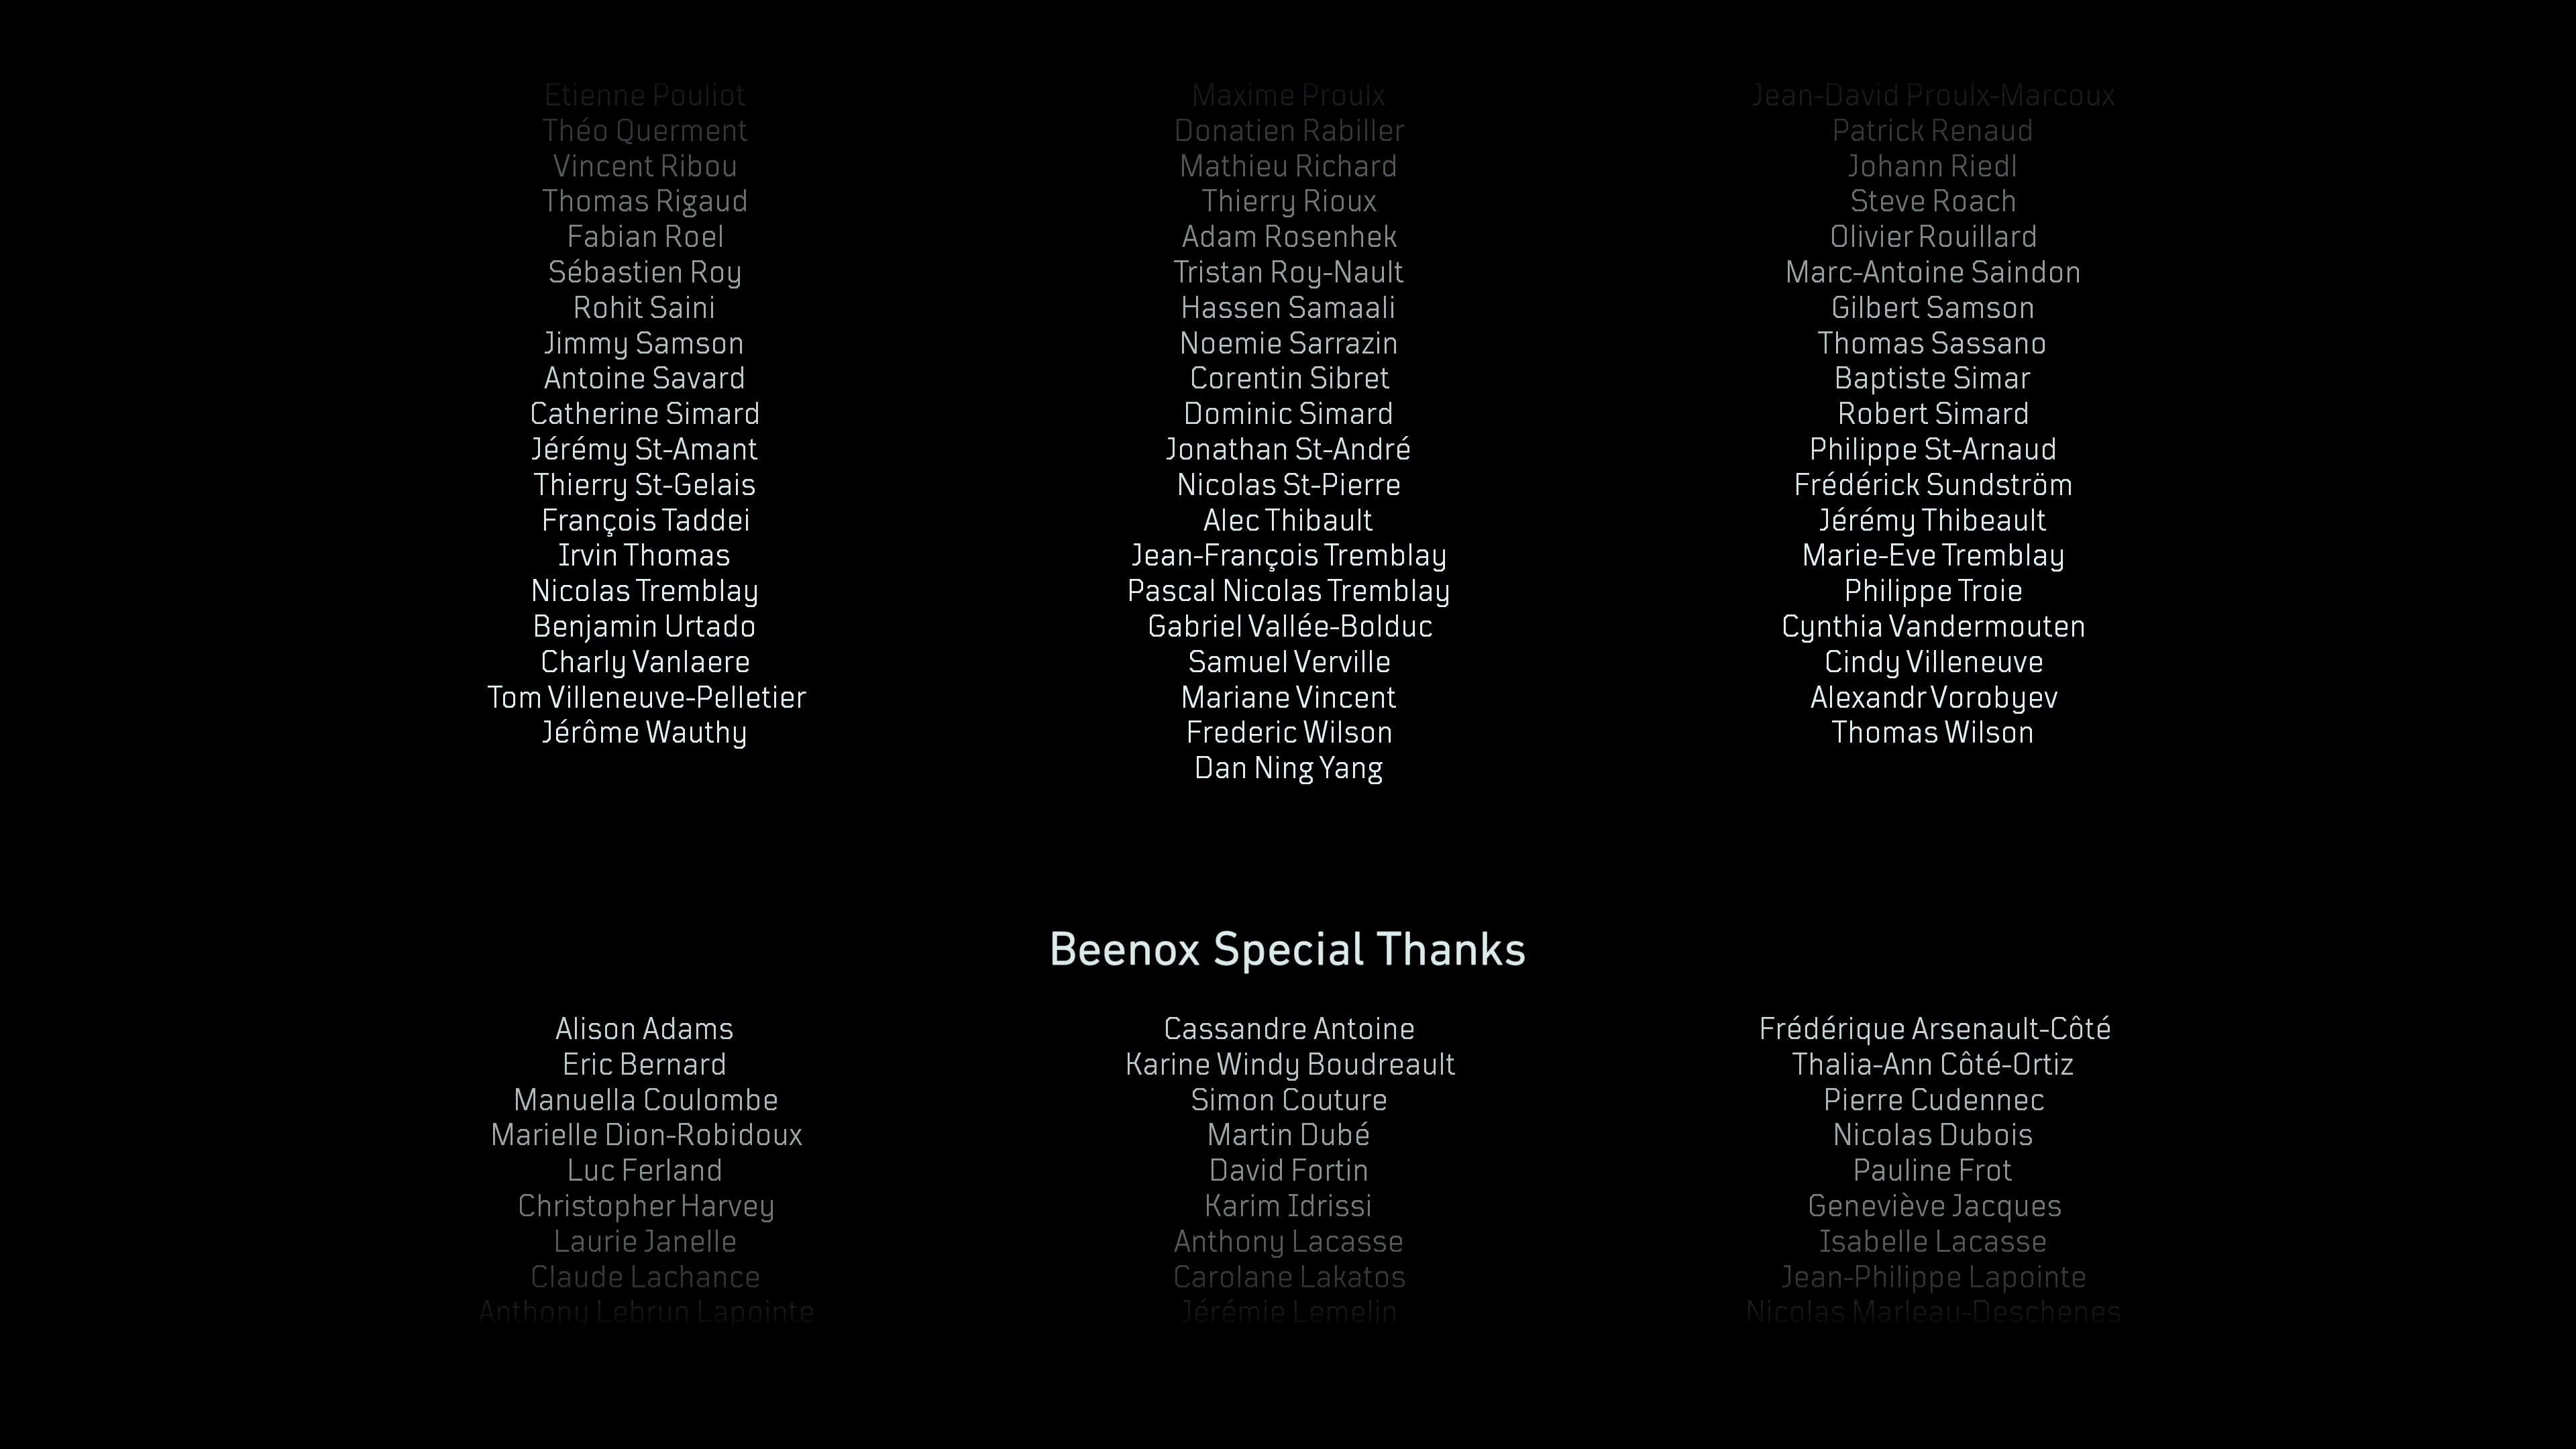 Etienne Pouliot Maxime Proulx Jean-David Proulx-Marcoux
Théo Querment Donatien Rabiller Patrick Renaud
Vincent Ribou Mathieu Richard Johann Riedl
Thomas Rigaud Thierry Rioux Steve Roach
Fabian Roel Adam Rosenhek Olivier Rouillard
Sébastien Roy Tristan Roy-Nault Marc-Antoine Saindon
Rohit Saini Hassen Samaali Gilbert Samson
Jimmy Samson Noemie Sarrazin Thomas Sassano
Antoine Savard Corentin Sibret Baptiste Simar
Catherine Simard Dominic Simard Robert Simard
Jérémy St-Amant Jonathan St-André Philippe St-Arnaud
Thierry St-Gelais Nicolas St-Pierre Frédérick Sundström
François Taddei Alec Thibault Jérémy Thibeault
Irvin Thomas Jean-François Tremblay Marie-Eve Tremblay
Nicolas Tremblay Pascal Nicolas Tremblay Philippe Troie
Benjamin Urtado Gabriel Vallée-Bolduc Cynthia Vandermouten
Charly Vanlaere Samuel Verville Cindy Villeneuve
Tom Villeneuve-Pelletier Mariane Vincent Alexandr Vorobyev
Jérôme Wauthy Frederic Wilson Thomas Wilson
Dan Ning Yang
Beenox Special Thanks
Alison Adams Cassandre Antoine Frédérique Arsenault-Côté
Eric Bernard Karine Windy Boudreault Thalia-Ann Côté-Ortiz
Manuella Coulombe Simon Couture Pierre Cudennec
Marielle Dion-Robidoux Martin Dubé Nicolas Dubois
Luc Ferland David Fortin Pauline Frot
Christopher Harvey Karim Idrissi Geneviève Jacques
Laurie Janelle Anthony Lacasse Isabelle Lacasse
Claude Lachance Carolane Lakatos Jean-Philippe Lapointe
Anthony Lebrun Lapointe Jérémie Lemelin Nicolas Marleau-Deschenes